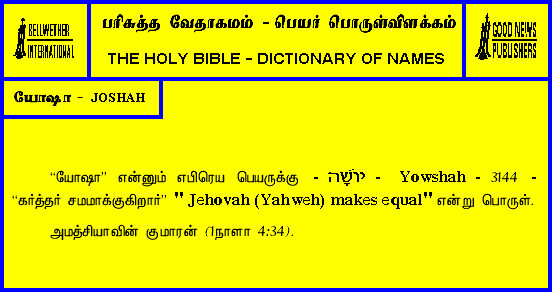 BELLWETHER
INTERNATIONAL
பரிசுத்த வேதாகமம் - பெயர் பொருள்விளக்கம்
THE HOLY BIBLE - DICTIONARY OF NAMES
GOOD NEWS
PUBLISHERS
யோஷா - JOSHAH
“யோஷா” என்னும் எபிரெய பெயருக்கு - יוֹשָׁה - Yowshah - 3144 -
“கர்த்தர் சமமாக்குகிறார்” " Jehovah (Yahweh) makes equal" என்று பொருள்.
அமத்சியாவின் குமாரன் (1நாளா 4:34).